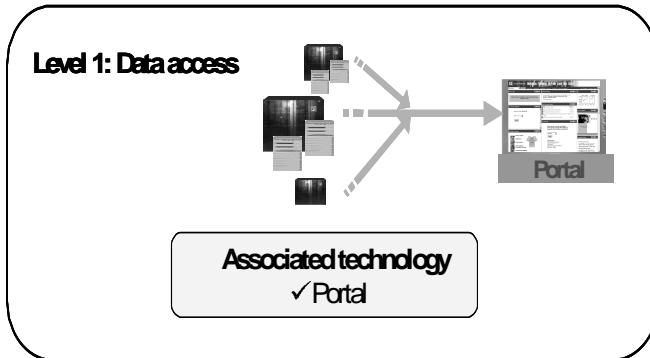 Level 1: Data access
Portal
Associated technology
✓ Portal